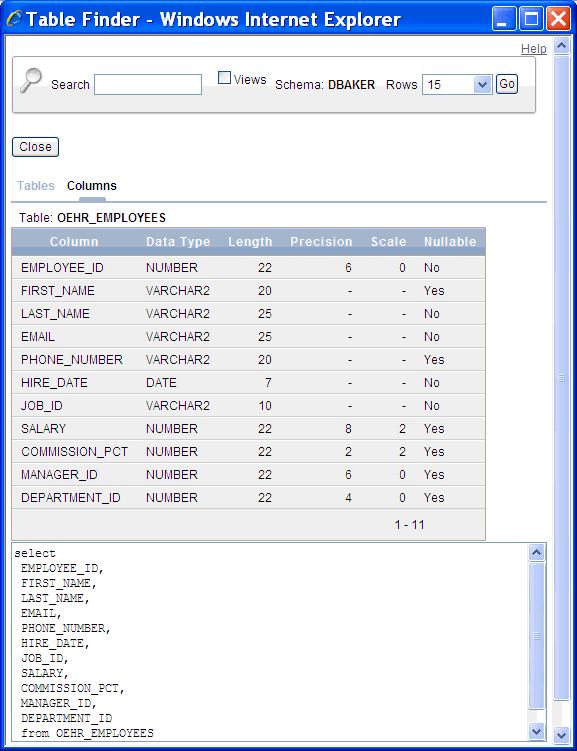 Table Finder - Windows Internet Explorer
Help
Search Views Schema: DBAKER Rows 15 Go
Close
Tables Columns
Table: OEHR_EMPLOYEES
Column Data Type Length Precision Scale Nullable
EMPLOYEE_ID NUMBER 22 6 0 No
FIRST_NAME VARCHAR2 20 - - Yes
LAST_NAME VARCHAR2 25 - - No
EMAIL VARCHAR2 25 - - No
PHONE_NUMBER VARCHAR2 20 - - Yes
HIRE_DATE DATE 7 - - No
JOB_ID VARCHAR2 10 - - No
SALARY NUMBER 22 8 2 Yes
COMMISSION_PCT NUMBER 22 2 2 Yes
MANAGER_ID NUMBER 22 6 0 Yes
DEPARTMENT_ID NUMBER 22 4 0 Yes
1 - 11
select
EMPLOYEE_ID,
FIRST_NAME,
LAST_NAME,
EMAIL,
PHONE_NUMBER,
HIRE_DATE,
JOB_ID,
SALARY,
COMMISSION_PCT,
MANAGER_ID,
DEPARTMENT_ID
from OEHR_EMPLOYEES